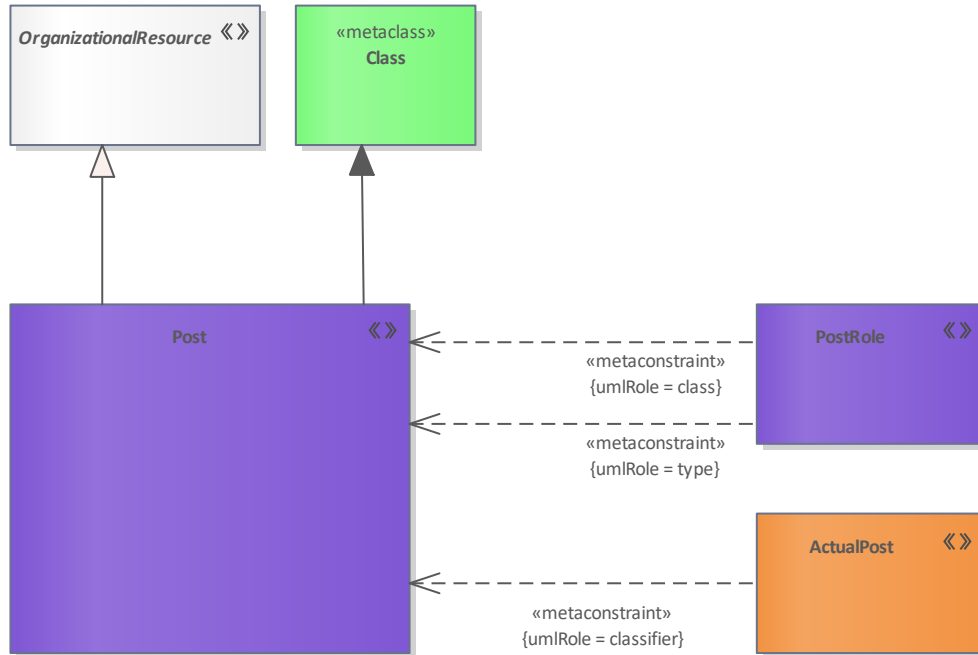 OrganizationalResource «»
«metaclass»
Class
Post «»
PostRole «»
«metaconstraint»
{umlRole = class}
«metaconstraint»
{umlRole = type}
ActualPost «»
«metaconstraint»
{umlRole = classifier}